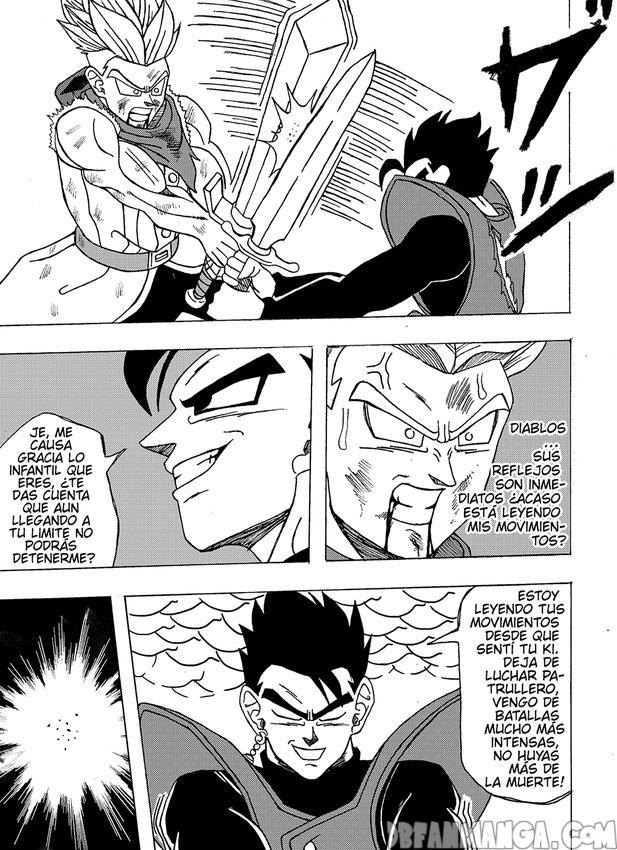 DIABLOS
...
SUS
REFLEJOS
SON INME-
DIATOS ¿ACASO
ESTÁ LEYENDO
MIS MOVIMIEN-
TOS?
JE, ME
CAUSA
GRACIA LO
INFANTIL QUE
ERES, ¿TE
DAS CUENTA
QUE AUN
LLEGANDO A
TU LIMITE NO
PODRÁS
DETENERME?
ESTOY
LEYENDO TUS
MOVIMIENTOS
DESDE QUE
SENTÍ TU KI.
DEJA DE
LUCHAR PA-
TRULLERO,
VENGO DE
BATALLAS
MUCHO MÁS
INTENSAS,
NO HUYAS
MÁS DE
LA MUERTE!
DBFANMANGA.COM